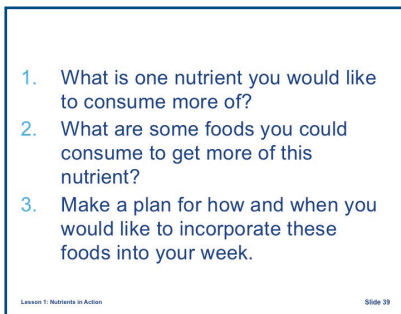 1. What is one nutrient you would like
to consume more of?
2. What are some foods you could
consume to get more of this
nutrient?
3. Make a plan for how and when you
would like to incorporate these
foods into your week.
Lesson 1: Nutrients in Action
Slide 39